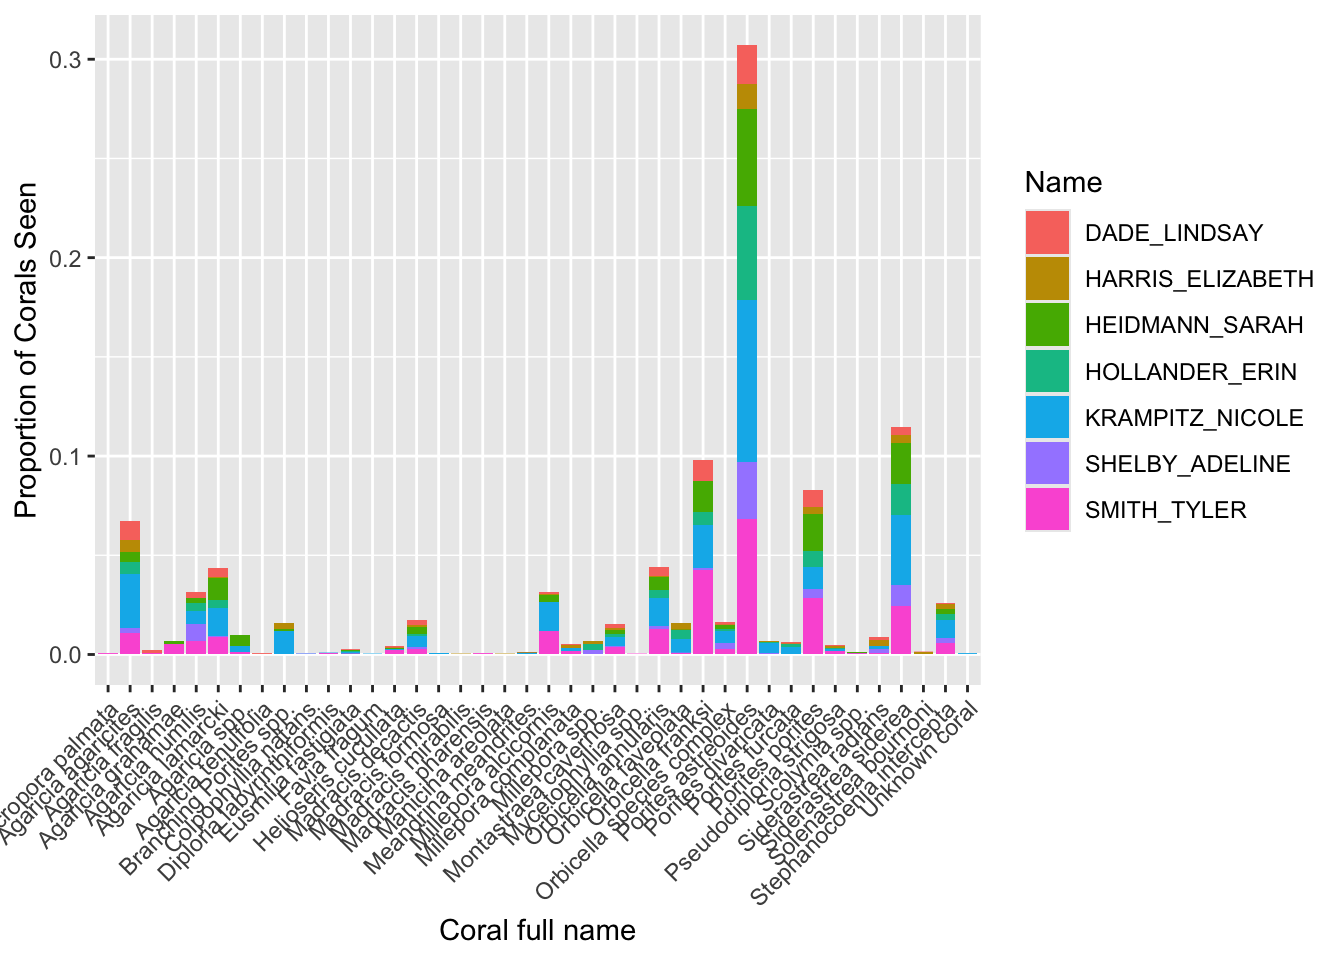 Proportion of Corals Seen
0.3
0.2
0.1
0.0
cropora palmata
Agaricia agaricites
Agaricia fragilis
Agaricia grahamae
Agaricia humilis
Agaricia lamarcki
Agaricia spp.
Agaricia tenuifolia
Branching Porites spp.
Colpophyllia natans
Diploria labyrinthiformis
Eusmilia fastigiata
Favia fragum
Helioseris cucullata
Madracis decactis
Madracis formosa
Madracis mirabilis
Madracis pharensis
Manicina areolata
Meandrina meandrites
Millepora alcicornis
Millepora complanata
Millepora spp.
Montastraea cavernosa
Mycetophyllia spp.
Orbicella annularis
Orbicella faveolata
Orbicella franksi
Orbicella species complex
Porites astreoides
Porites divaricata
Porites furcata
Porites porites
Pseudodiploria strigosa
Scolymia spp.
Siderastrea radians
Siderastrea siderea
Solenastrea bournoni
Stephanocoenia Intercepta
Unknown coral
Coral full name
Name
DADE_LINDSAY
HARRIS_ELIZABETH
HEIDMANN_SARAH
HOLLANDER_ERIN
KRAMPITZ_NICOLE
SHELBY_ADELINE
SMITH_TYLER